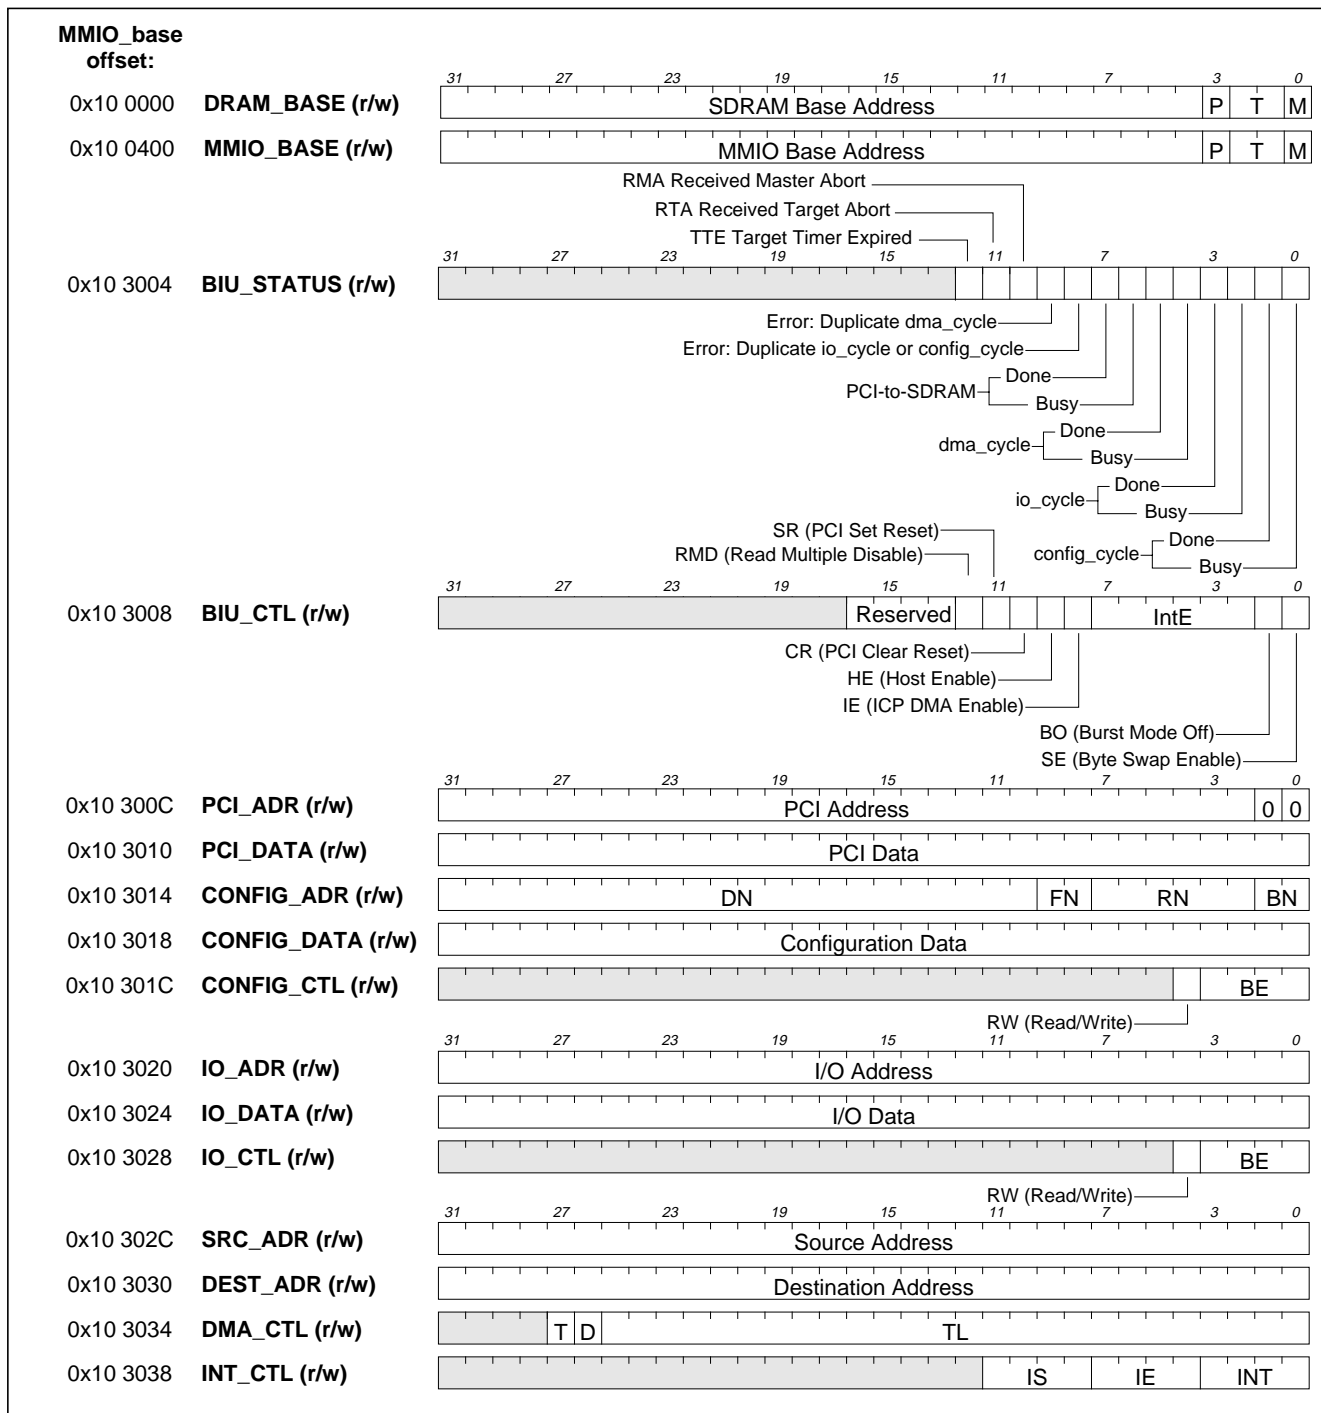 MMIO_base
offset:
31 27 23 19 15 11 7 3 0
0x10 0000 DRAM_BASE (r/w) SDRAM Base Address P T M
0x10 0400 MMIO_BASE (r/w) MMIO Base Address P T M
RMA Received Master Abort
RTA Received Target Abort
TTE Target Timer Expired
31 27 23 19 15 11 7 3 0
0x10 3004 BIU_STATUS (r/w)
Error: Duplicate dma_cycle
Error: Duplicate io_cycle or config_cycle
Done
PCI-to-SDRAM
Busy
Done
dma_cycle
Busy
Done
io_cycle
Busy
SR (PCI Set Reset)
Done
RMD (Read Multiple Disable)
config_cycle
Busy
31 27 23 19 15 11 7 3 0
0x10 3008 BIU_CTL (r/w) Reserved IntE
CR (PCI Clear Reset)
HE (Host Enable)
IE (ICP DMA Enable)
BO (Burst Mode Off)
SE (Byte Swap Enable)
31 27 23 19 15 11 7 3 0
0x10 300C PCI_ADR (r/w) PCI Address 0 0
0x10 3010 PCI_DATA (r/w) PCI Data
0x10 3014 CONFIG_ADR (r/w) DN FN RN BN
0x10 3018 CONFIG_DATA (r/w) Configuration Data
0x10 301C CONFIG_CTL (r/w) BE
RW (Read/Write)
31 27 23 19 15 11 7 3 0
0x10 3020 IO_ADR (r/w) I/O Address
0x10 3024 IO_DATA (r/w) I/O Data
0x10 3028 IO_CTL (r/w) BE
RW (Read/Write)
31 27 23 19 15 11 7 3 0
0x10 302C SRC_ADR (r/w) Source Address
0x10 3030 DEST_ADR (r/w) Destination Address
0x10 3034 DMA_CTL (r/w) T D TL
0x10 3038 INT_CTL (r/w) IS IE INT